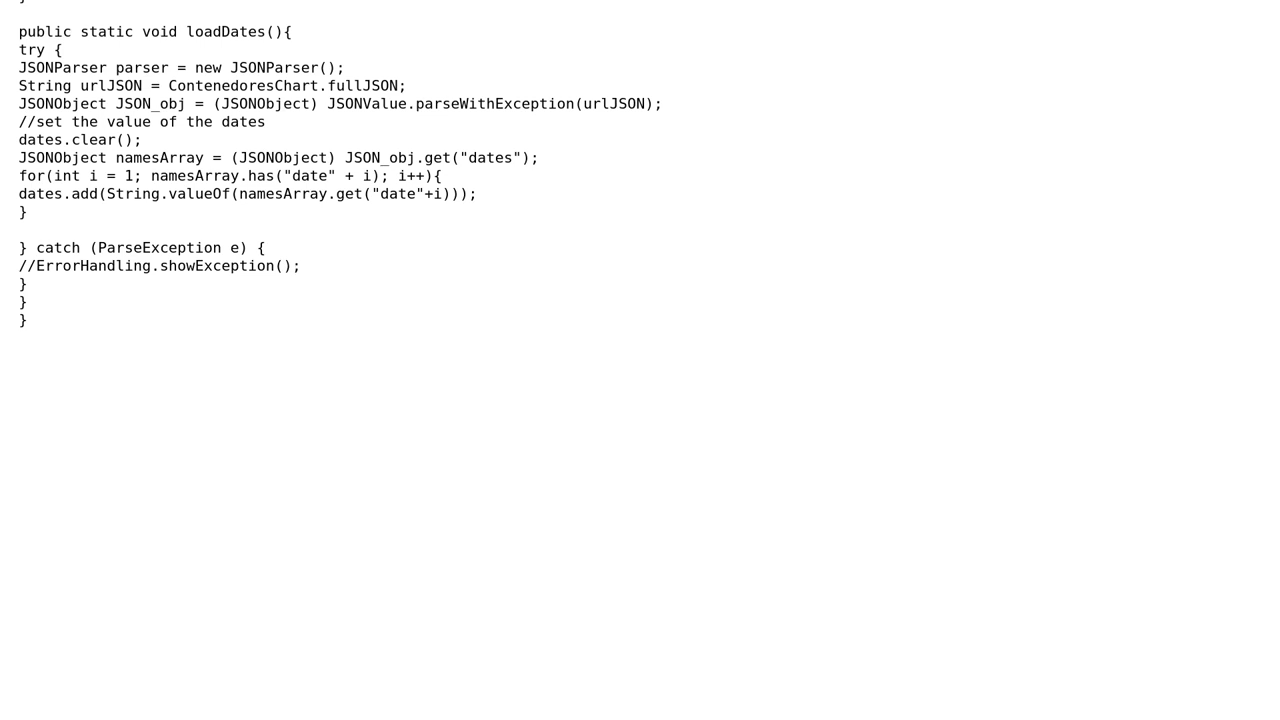 }
public static void loadDates(){
try {
JSONParser parser = new JSONParser();
String urlJSON = ContenedoresChart.fullJSON;
JSONObject JSON_obj = (JSONObject) JSONValue.parseWithException(urlJSON);
//set the value of the dates
dates.clear();
JSONObject namesArray = (JSONObject) JSON_obj.get("dates");
for(int i = 1; namesArray.has("date" + i); i++){
dates.add(String.valueOf(namesArray.get("date"+i)));
}
} catch (ParseException e) {
//ErrorHandling.showException();
}
}
}